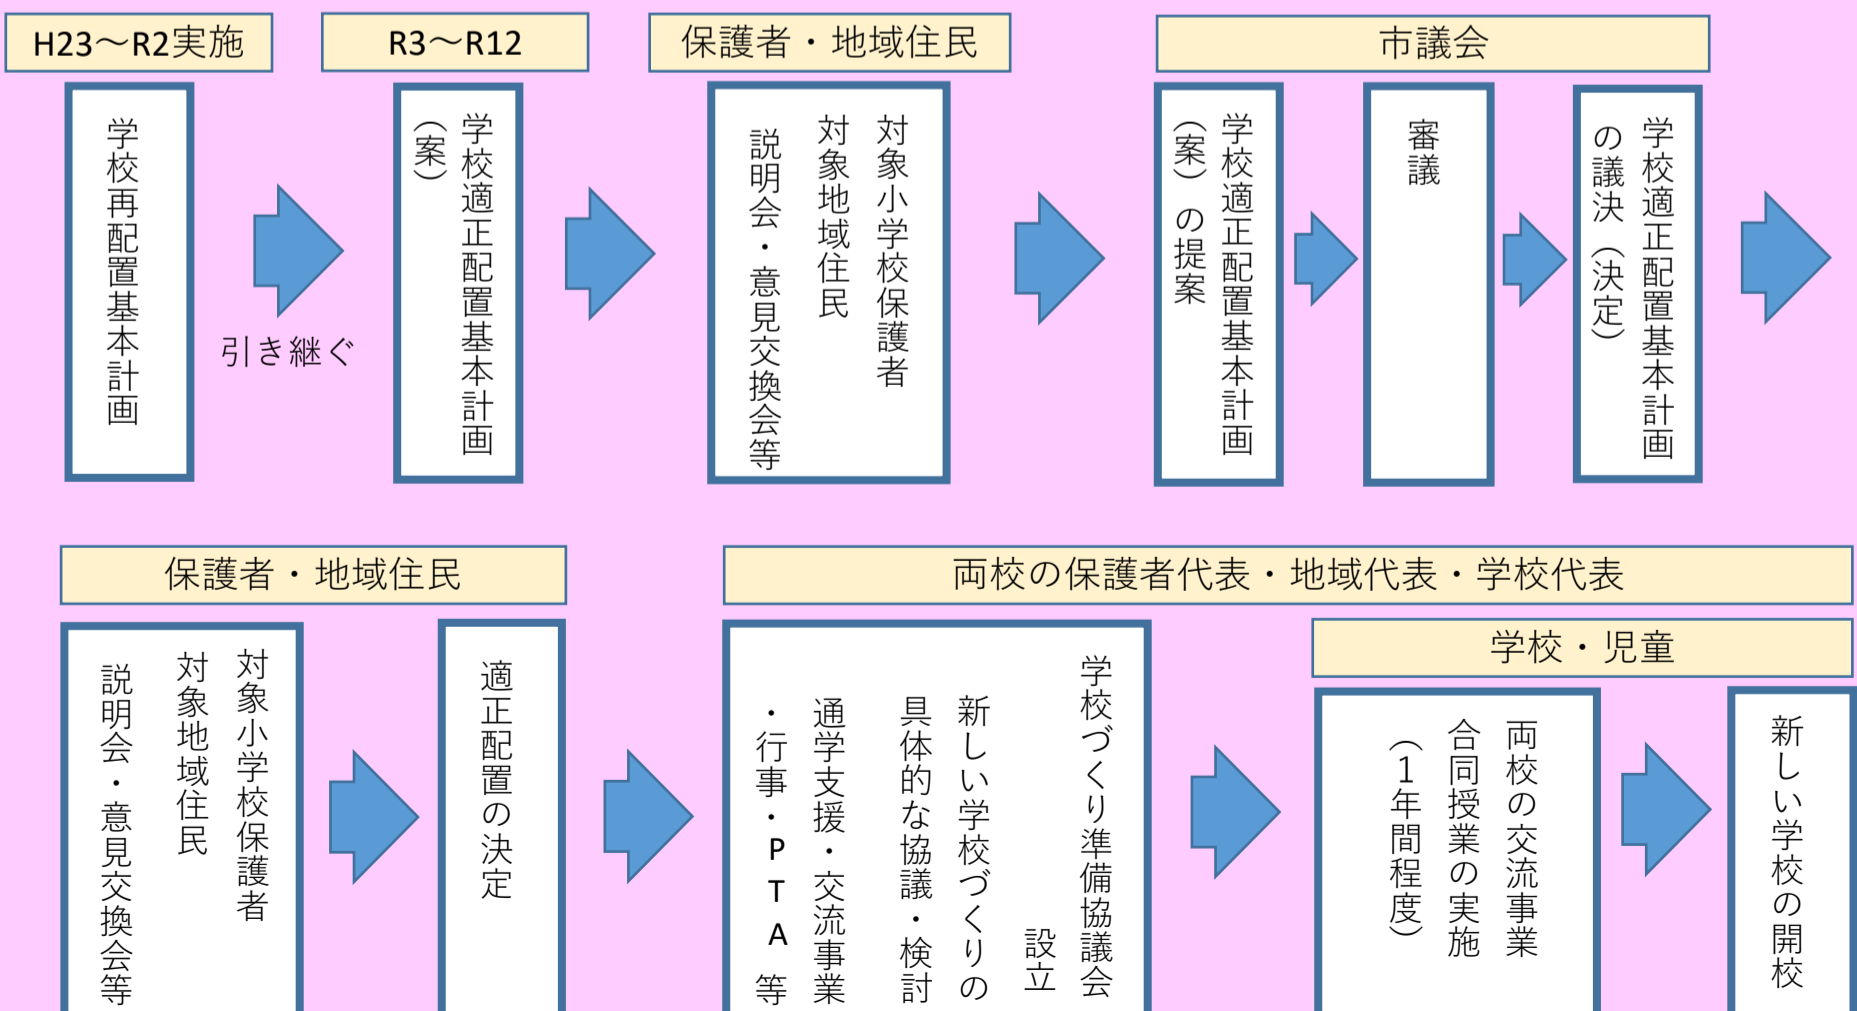 H23～R2実施
学校再配置基本計画
引き継ぐ
R3～R12
学校適正配置基本計画
（案）
保護者・地域住民
対象小学校保護者
対象地域住民
説明会・意見交換会等
市議会
学校適正配置基本計画
（案）の提案
審議
学校適正配置基本計画
の議決（決定）
保護者・地域住民
対象小学校保護者
対象地域住民
説明会・意見交換会等
適正配置の決定
両校の保護者代表・地域代表・学校代表
学校づくり準備協議会
設立
新しい学校づくりの
具体的な協議・検討
通学支援・交流事業
・行事・PTA 等
学校・児童
両校の交流事業
合同授業の実施
（１年間程度）
新しい学校の開校